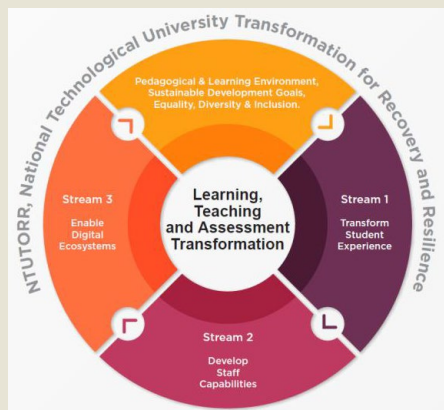 NTUTORR, National Technological University Transformation for Recovery and Resilience
Pedagogical & Learning Environment,
Sustainable Development Goals,
Equality, Diversity & Inclusion.
Stream 3
Enable
Digital
Ecosystems
Learning,
Teaching
and Assessment
Transformation
Stream 1
Transform
Student
Experience
Stream 2
Develop
Staff
Capabilities